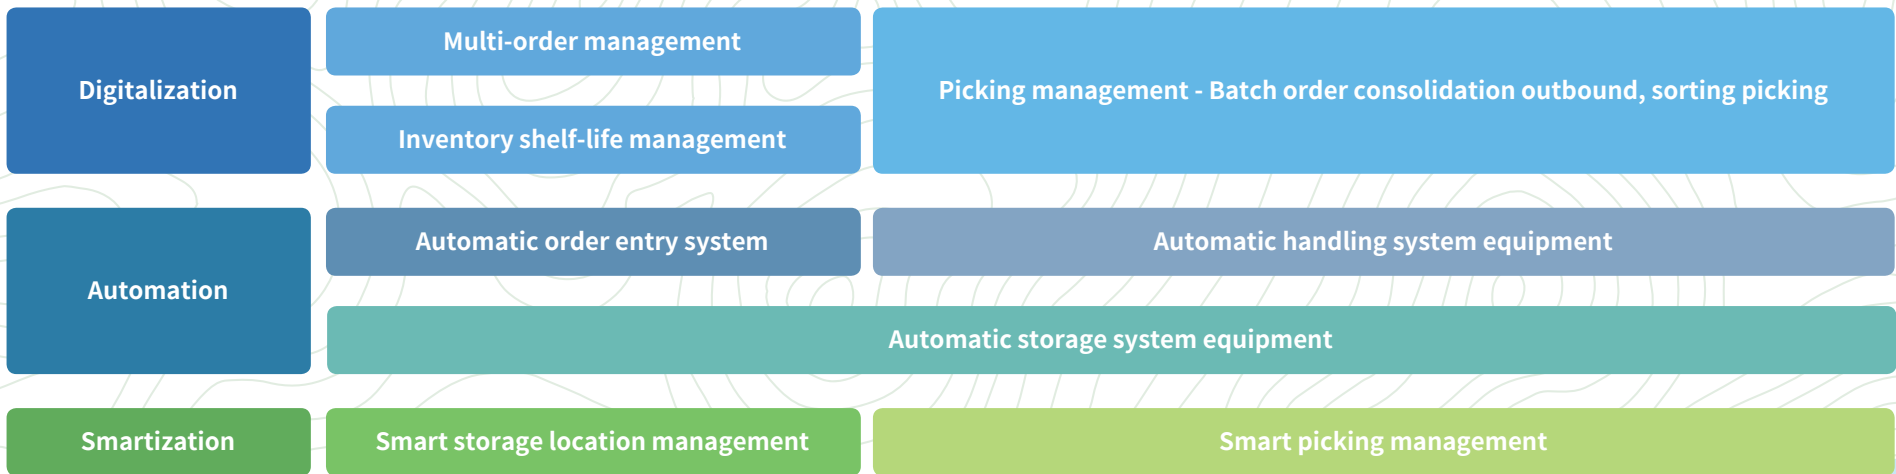 Digitalization
Multi-order management
Inventory shelf-life management
Picking management - Batch order consolidation outbound, sorting picking
Automation
Automatic order entry system
Automatic handling system equipment
Automatic storage system equipment
Smartization
Smart storage location management
Smart picking management